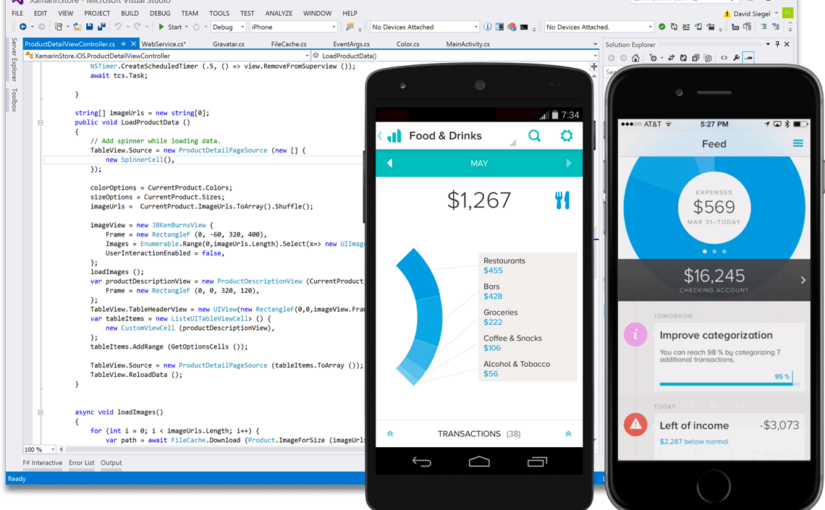 XamarinStore - Microsoft Visual Studio
FILE EDIT VIEW PROJECT BUILD DEBUG TEAM TOOLS TEST ANALYZE WINDOW HELP
David Siegel
Start Debug iPhone No Devices Attached No Devices Attached.
ProductDetailViewController.cs WebService.cs* Gravatar.cs FileCache.cs EventArgs.cs Color.cs MainActivity.cs
Solution Explorer
XamarinStore.iOS.ProductDetailViewController LoadProductData()
Server Explorer
Toolbox
NSTimer.CreateScheduledTimer (.5, () => view.RemoveFromSuperview ());
await tcs.Task;
}
string[] imageUrls = new string[0];
public void LoadProductData ()
{
// Add spinner while loading data.
TableView.Source = new ProductDetailPageSource (new [] {
new SpinnerCell(),
});
colorOptions = CurrentProduct.Colors;
sizeOptions = CurrentProduct.Sizes;
imageUrls = CurrentProduct.ImageUrls.ToArray().Shuffle();
imageView = new JBKenBurnsView {
Frame = new RectangleF (0, -60, 320, 400),
Images = Enumerable.Range(0,imageUrls.Length).Select(x=> new UIImag
UserInteractionEnabled = false,
};
loadImages ();
var productDescriptionView = new ProductDescriptionView (CurrentProduct
Frame = new RectangleF (0, 0, 320, 120),
};
TableView.TableHeaderView = new UIView(new RectangleF(0,0,imageView.Fram
var tableItems = new List<UITableViewCell> () {
new CustomViewCell (productDescriptionView),
};
tableItems.AddRange (GetOptionsCells ());
TableView.Source = new ProductDetailPageSource (tableItems.ToArray ());
TableView.ReloadData ();
}
async void loadImages()
{
for (int i = 0; i < imageUrls.Length; i++) {
var path = await FileCache.Download (Product.ImageForSize (imageUrls
100 %
F# Interactive Error List Output
Ready
7:34
Food & Drinks
MAY
$1,267
Restaurants
$455
Bars
$428
Groceries
$222
Coffee & Snacks
$106
Alcohol & Tobacco
$56
TRANSACTIONS (38)
AT&T 5:27 PM
Feed
EXPENSES
$569
MAR 31–TODAY
$16,245
CHECKING ACCOUNT
TOMORROW
Improve categorization
You can reach 98 % by categorizing 7
additional transactions.
95 %
TODAY
Left of income -$3,073
$2,287 below normal